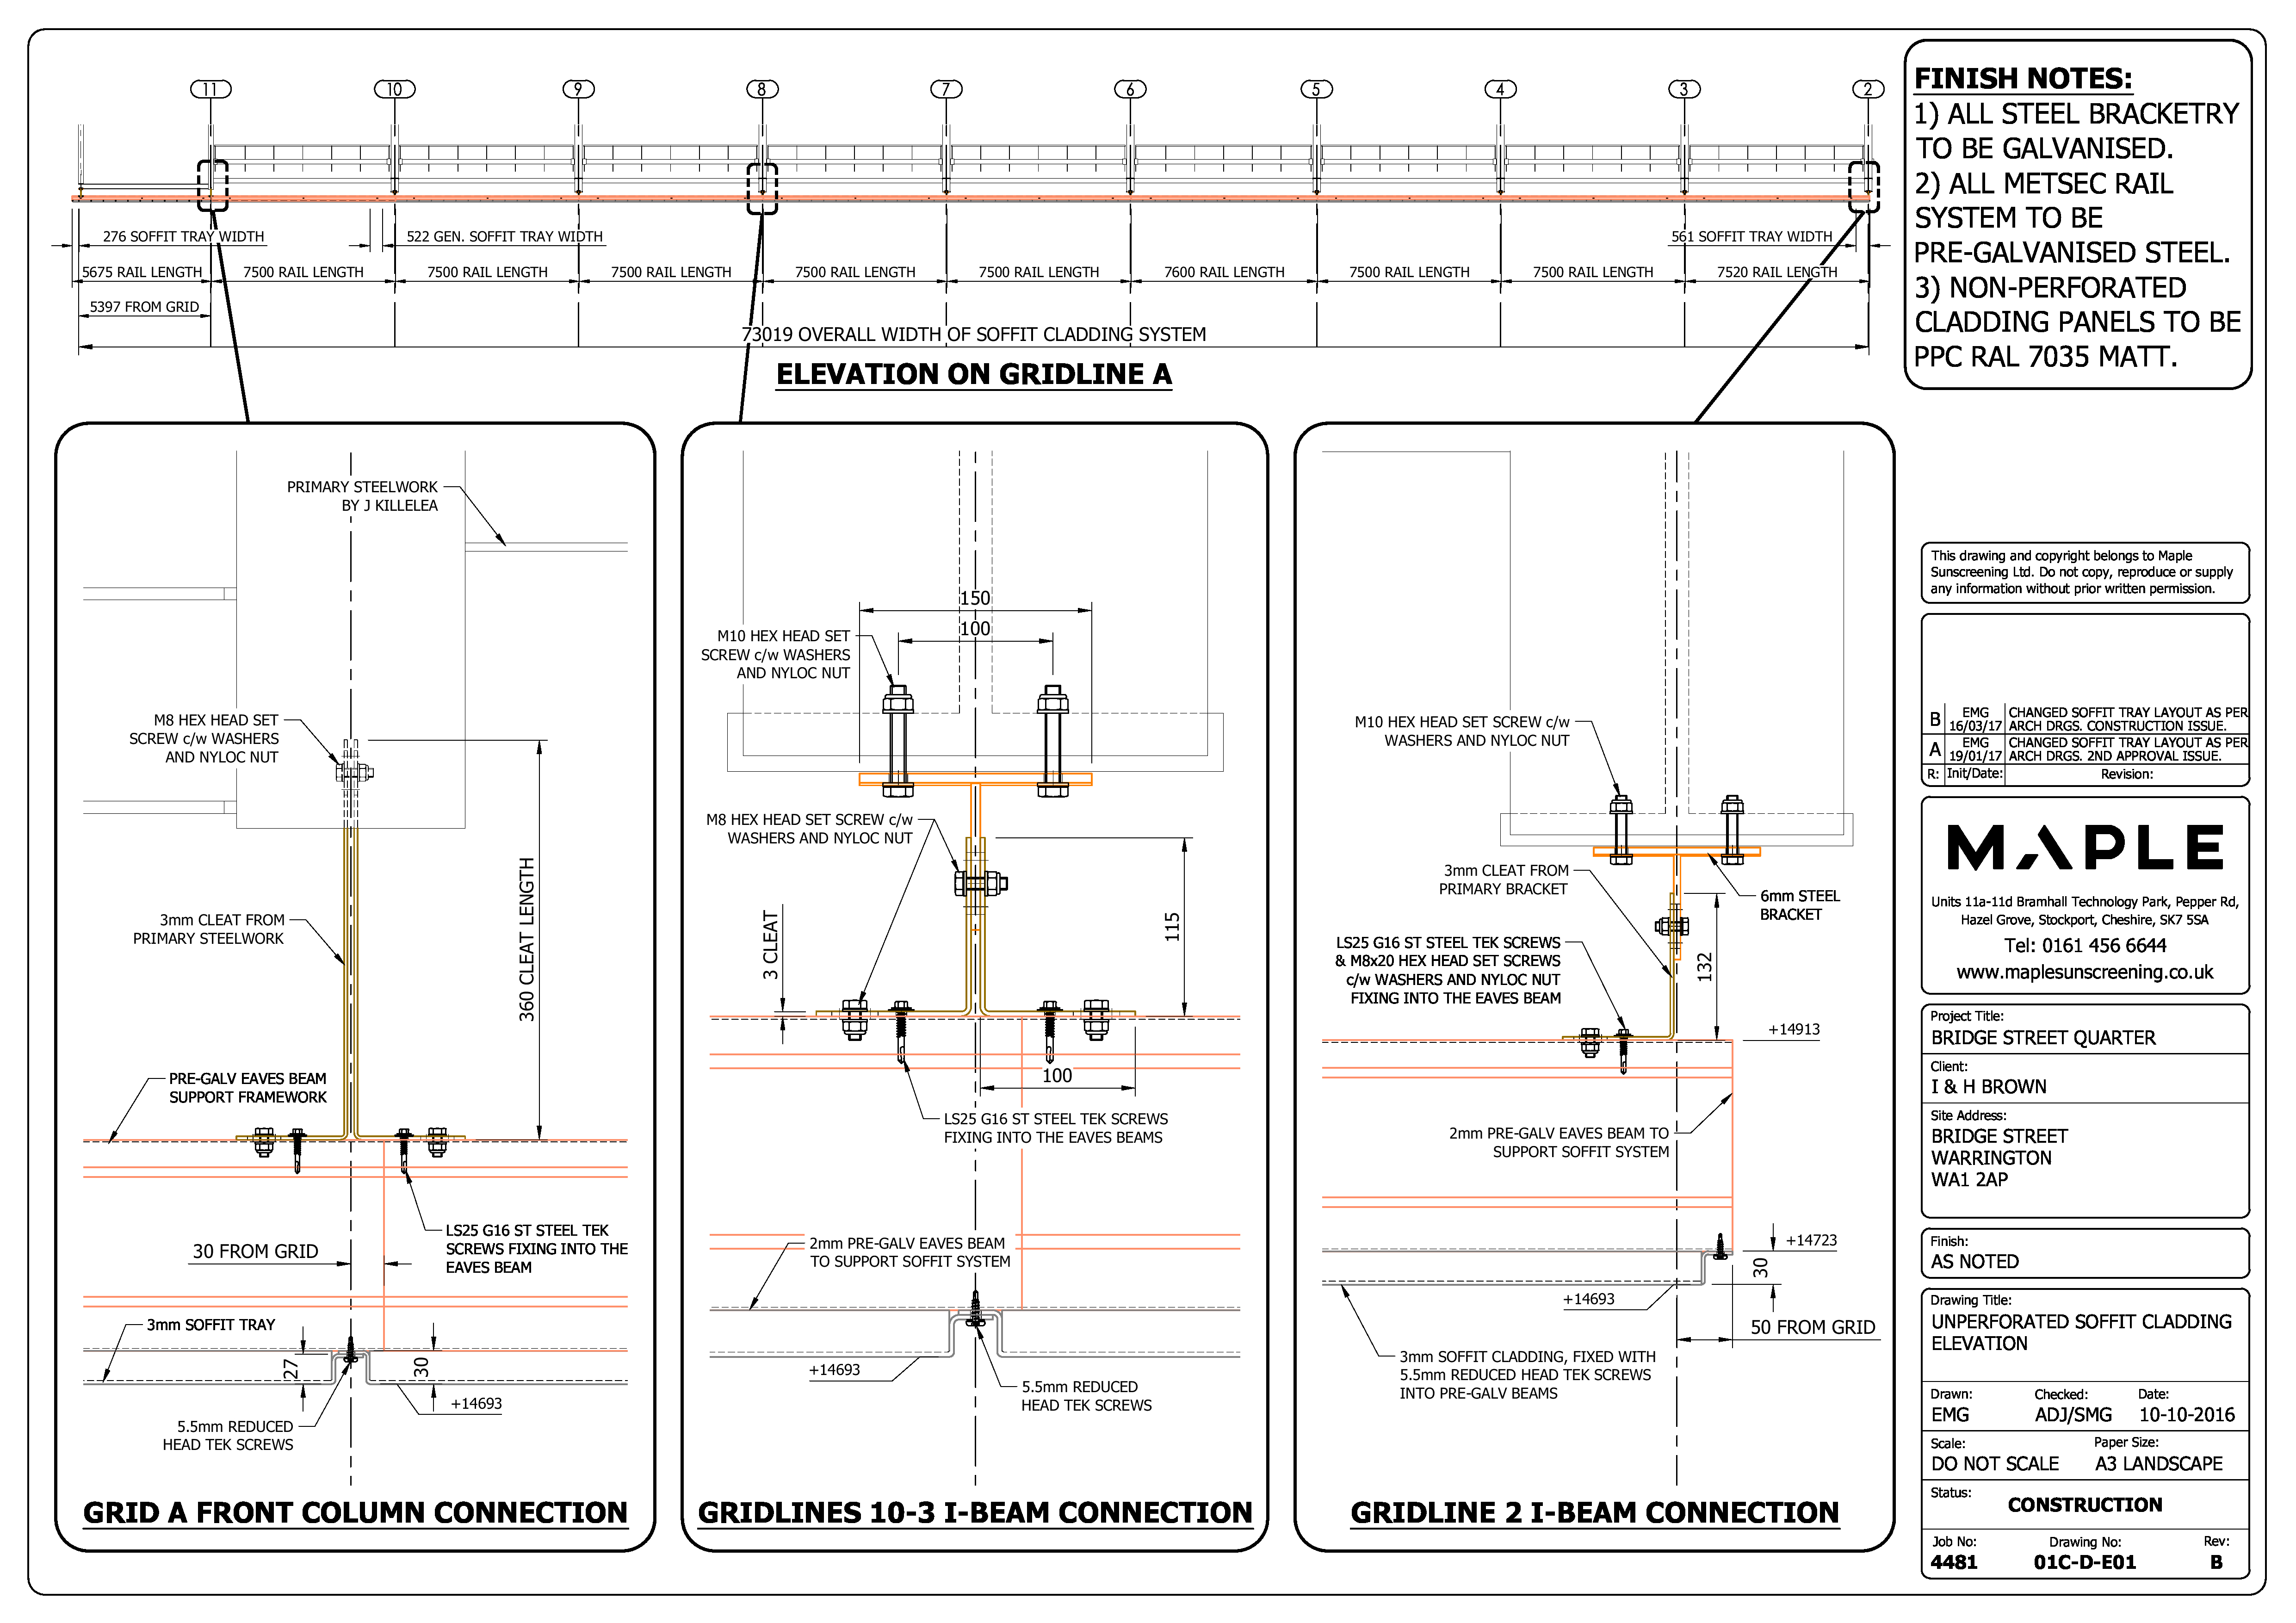 11
10
9
8
7
6
5
4
3
2
276 SOFFIT TRAY WIDTH
522 GEN. SOFFIT TRAY WIDTH
561 SOFFIT TRAY WIDTH
5675 RAIL LENGTH
7500 RAIL LENGTH
7500 RAIL LENGTH
7500 RAIL LENGTH
7500 RAIL LENGTH
7500 RAIL LENGTH
7600 RAIL LENGTH
7500 RAIL LENGTH
7500 RAIL LENGTH
7520 RAIL LENGTH
5397 FROM GRID
73019 OVERALL WIDTH OF SOFFIT CLADDING SYSTEM
ELEVATION ON GRIDLINE A
FINISH NOTES:
1) ALL STEEL BRACKETRY
TO BE GALVANISED.
2) ALL METSEC RAIL
SYSTEM TO BE
PRE-GALVANISED STEEL.
3) NON-PERFORATED
CLADDING PANELS TO BE
PPC RAL 7035 MATT.
PRIMARY STEELWORK
BY J KILLELEA
M8 HEX HEAD SET
SCREW c/w WASHERS
AND NYLOC NUT
3mm CLEAT FROM
PRIMARY STEELWORK
360 CLEAT LENGTH
PRE-GALV EAVES BEAM
SUPPORT FRAMEWORK
LS25 G16 ST STEEL TEK
SCREWS FIXING INTO THE
EAVES BEAM
30 FROM GRID
3mm SOFFIT TRAY
27
30
+14693
5.5mm REDUCED
HEAD TEK SCREWS
GRID A FRONT COLUMN CONNECTION
150
100
M10 HEX HEAD SET
SCREW c/w WASHERS
AND NYLOC NUT
M8 HEX HEAD SET SCREW c/w
WASHERS AND NYLOC NUT
3 CLEAT
115
100
LS25 G16 ST STEEL TEK SCREWS
FIXING INTO THE EAVES BEAMS
2mm PRE-GALV EAVES BEAM
TO SUPPORT SOFFIT SYSTEM
+14693
5.5mm REDUCED
HEAD TEK SCREWS
GRIDLINES 10-3 I-BEAM CONNECTION
M10 HEX HEAD SET SCREW c/w
WASHERS AND NYLOC NUT
3mm CLEAT FROM
PRIMARY BRACKET
6mm STEEL
BRACKET
LS25 G16 ST STEEL TEK SCREWS
& M8x20 HEX HEAD SET SCREWS
c/w WASHERS AND NYLOC NUT
FIXING INTO THE EAVES BEAM
132
+14913
2mm PRE-GALV EAVES BEAM TO
SUPPORT SOFFIT SYSTEM
+14723
30
+14693
50 FROM GRID
3mm SOFFIT CLADDING, FIXED WITH
5.5mm REDUCED HEAD TEK SCREWS
INTO PRE-GALV BEAMS
GRIDLINE 2 I-BEAM CONNECTION
This drawing and copyright belongs to Maple
Sunscreening Ltd. Do not copy, reproduce or supply
any information without prior written permission.
B EMG 16/03/17 CHANGED SOFFIT TRAY LAYOUT AS PER
ARCH DRGS. CONSTRUCTION ISSUE.
A EMG 19/01/17 CHANGED SOFFIT TRAY LAYOUT AS PER
ARCH DRGS. 2ND APPROVAL ISSUE.
R: Init/Date: Revision:
MAPLE
Units 11a-11d Bramhall Technology Park, Pepper Rd,
Hazel Grove, Stockport, Cheshire, SK7 5SA
Tel: 0161 456 6644
www.maplesunscreening.co.uk
Project Title:
BRIDGE STREET QUARTER
Client:
I & H BROWN
Site Address:
BRIDGE STREET
WARRINGTON
WA1 2AP
Finish:
AS NOTED
Drawing Title:
UNPERFORATED SOFFIT CLADDING
ELEVATION
Drawn: Checked: Date:
EMG ADJ/SMG 10-10-2016
Scale: Paper Size:
DO NOT SCALE A3 LANDSCAPE
Status:
CONSTRUCTION
Job No: Drawing No: Rev:
4481 01C-D-E01 B